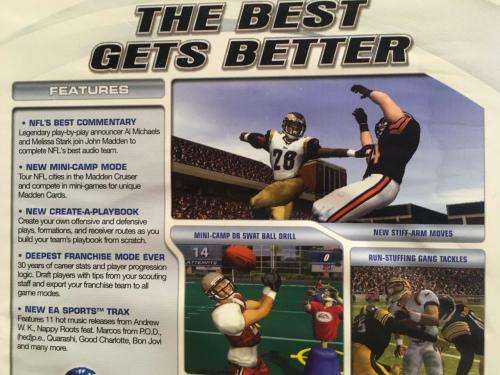 THE BEST
GETS BETTER
FEATURES
• NFL'S BEST COMMENTARY
Legendary play-by-play announcer Al Michaels
and Melissa Stark join John Madden to
complete NFL's best audio team.
• NEW MINI-CAMP MODE
Tour NFL cities in the Madden Cruiser
and compete in mini-games for unique
Madden Cards.
• NEW CREATE-A-PLAYBOOK
Create your own offensive and defensive
plays, formations, and receiver routes as you
build your team's playbook from scratch.
• DEEPEST FRANCHISE MODE EVER
30 years of career stats and player progression
logic. Draft players with tips from your scouting
staff and export your franchise team to all
game modes.
• NEW EA SPORTS™ TRAX
Features 11 hot music releases from Andrew
W. K., Nappy Roots feat. Marcos from P.O.D.,
(hed)p.e., Quarashi, Good Charlotte, Bon Jovi
and many more.
28
MINI-CAMP DB SWAT BALL DRILL
NEW STIFF-ARM MOVES
14
ATTEMPTS
0
RUN-STUFFING GANG TACKLES